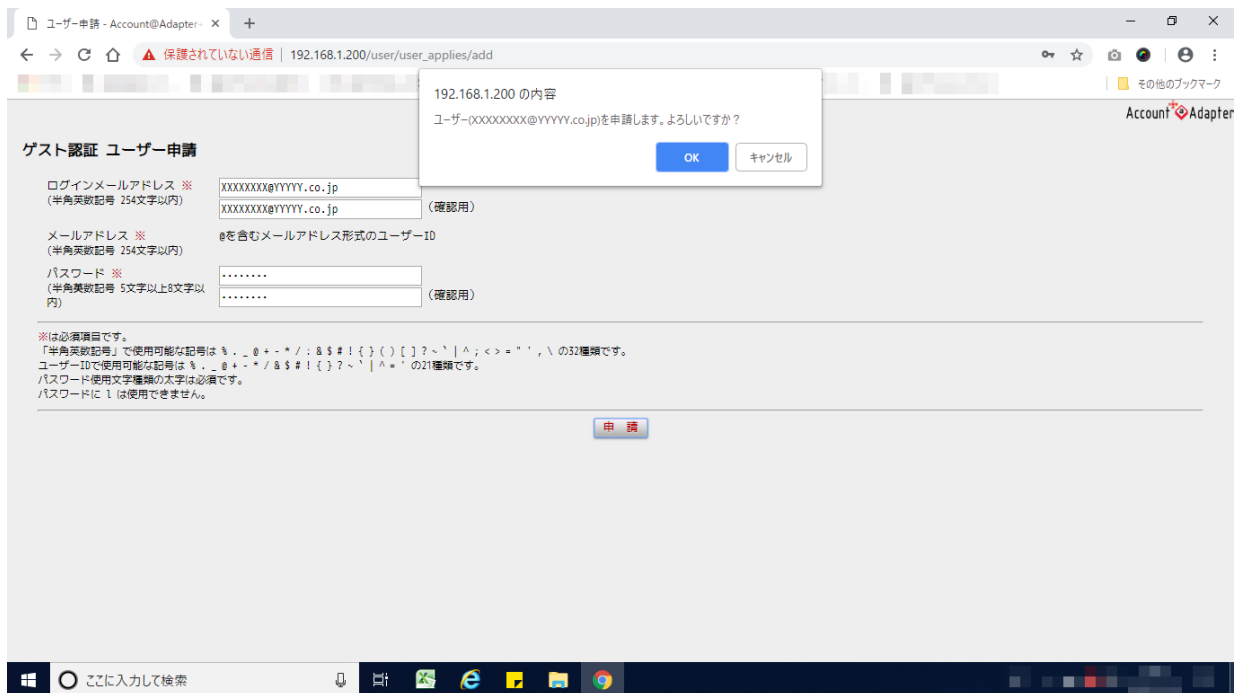 ユーザー申請 - Account@Adapter+
保護されていない通信 | 192.168.1.200/user/user_applies/add
その他のブックマーク
192.168.1.200 の内容
ユーザー(XXXXXXXX@YYYYY.co.jp)を申請します。よろしいですか？
OK キャンセル
Account Adapter
ゲスト認証 ユーザー申請
ログインメールアドレス ※
(半角英数記号 254文字以内)
XXXXXXXX@YYYYY.co.jp
XXXXXXXX@YYYYY.co.jp (確認用)
メールアドレス ※
(半角英数記号 254文字以内)
@を含むメールアドレス形式のユーザーID
パスワード ※
(半角英数記号 5文字以上8文字以
内)
........
........ (確認用)
※は必須項目です。
「半角英数記号」で使用可能な記号は % . _ @ + - * / : & $ # ! { } ( ) [ ] ? ~ ` | ^ ; < > = " ' , \ の32種類です。
ユーザーIDで使用可能な記号は % . _ @ + - * / & $ # ! { } ? ~ ` | ^ = ' の21種類です。
パスワード使用文字種類の太字は必須です。
パスワードに l は使用できません。
申 請
ここに入力して検索